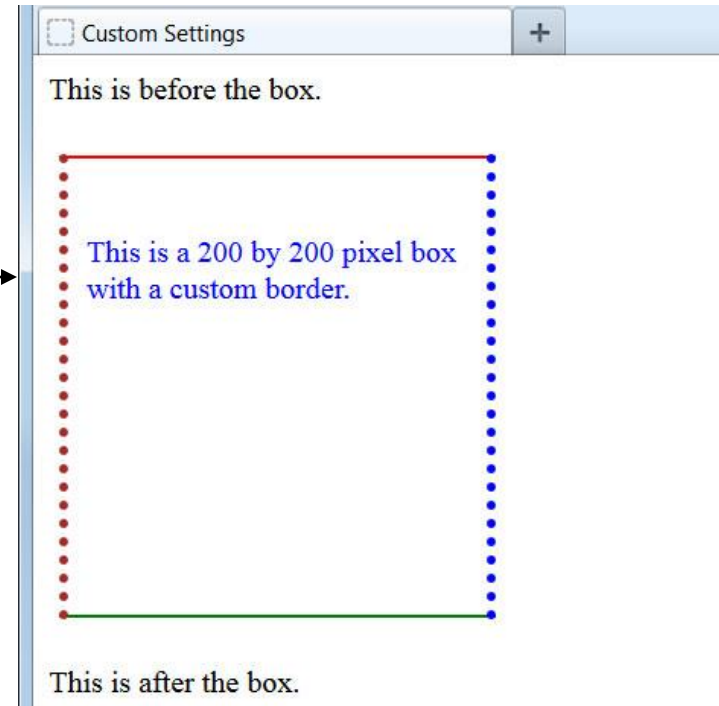 Custom Settings
This is before the box.
This is a 200 by 200 pixel box
with a custom border.
This is after the box.